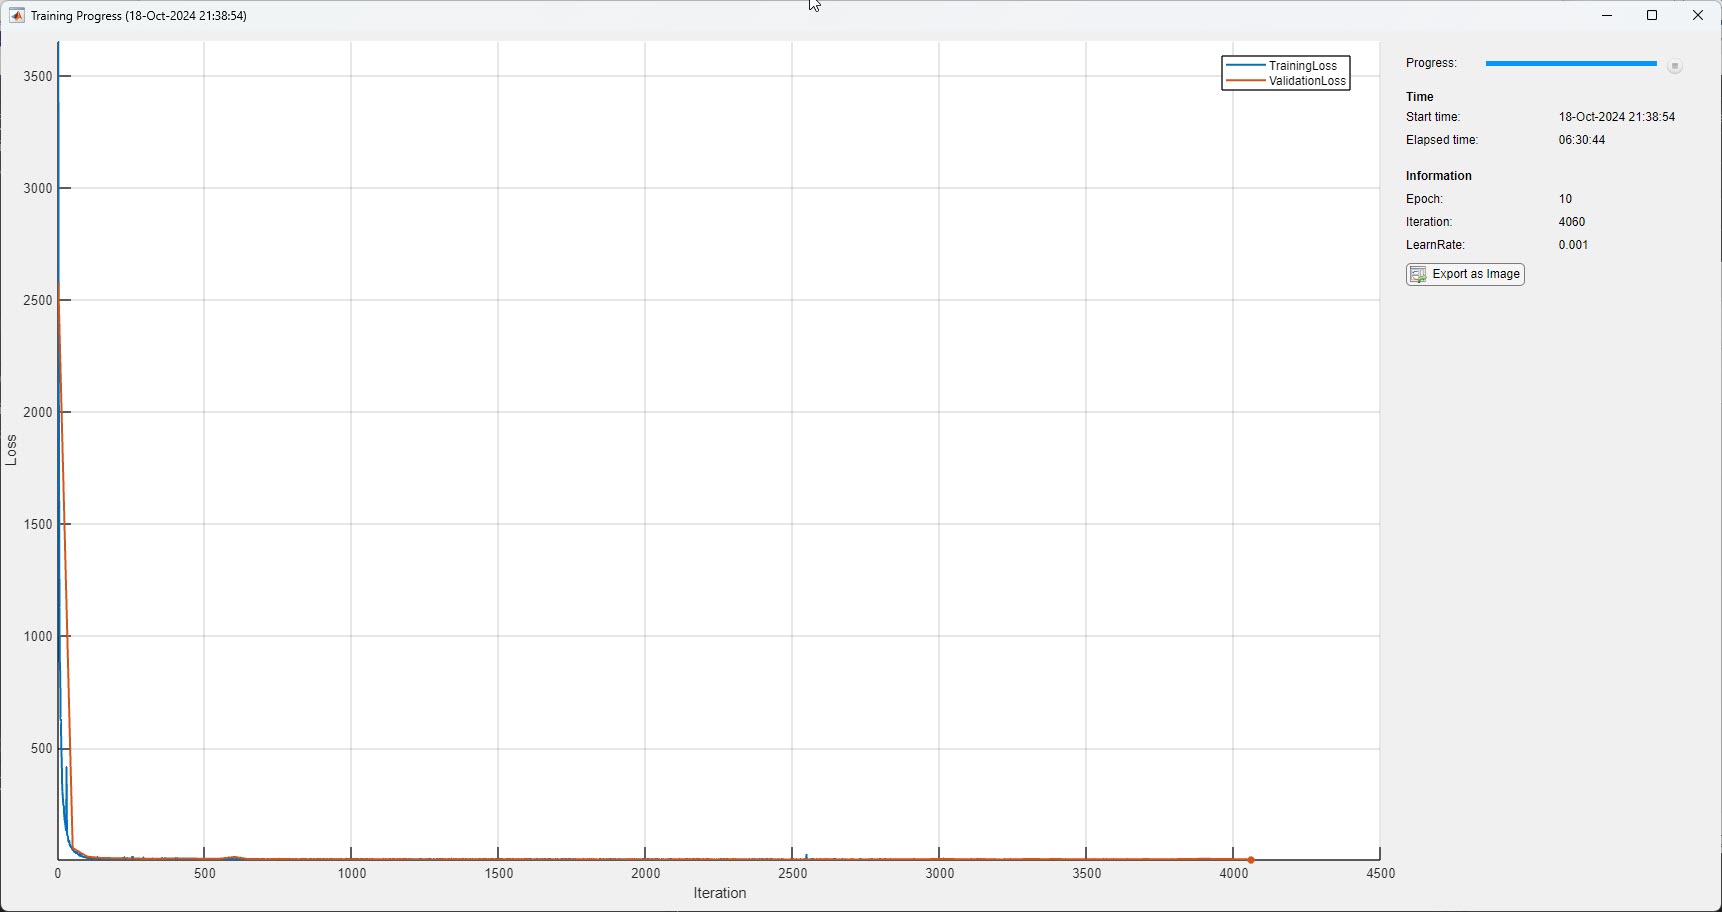 Training Progress (18-Oct-2024 21:38:54)
3500
3000
2500
2000
1500
1000
500
Loss
0
500
1000
1500
2000
2500
3000
3500
4000
4500
Iteration
TrainingLoss
ValidationLoss
Progress:
Time
Start time: 18-Oct-2024 21:38:54
Elapsed time: 06:30:44
Information
Epoch: 10
Iteration: 4060
LearnRate: 0.001
Export as Image